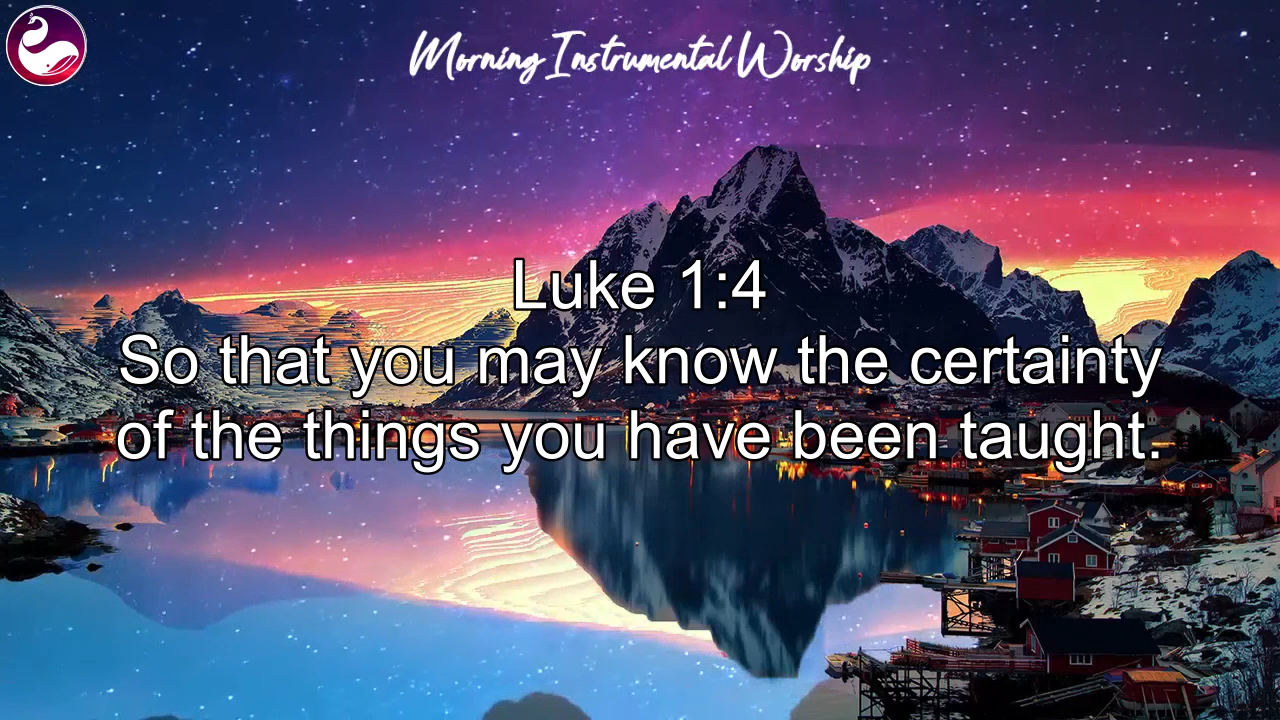 Morning Instrumental Worship
Luke 1:4
So that you may know the certainty
of the things you have been taught.